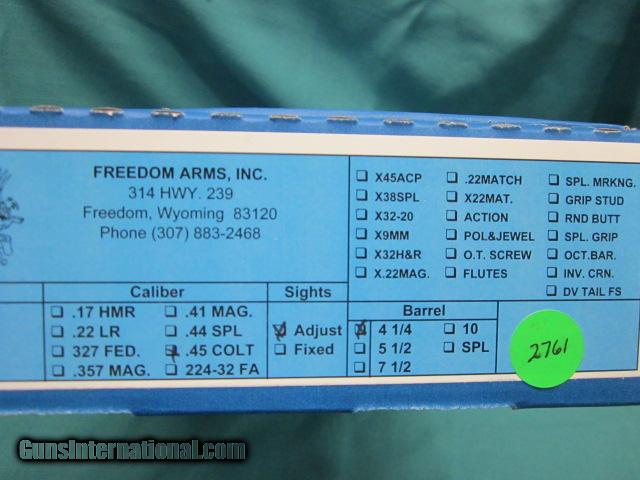 FREEDOM ARMS, INC.
314 HWY. 239
Freedom, Wyoming 83120
Phone (307) 883-2468
X45ACP
X38SPL
X32-20
X9MM
X32H&R
X.22MAG.
.22MATCH
X22MAT.
ACTION
POL&JEWEL
O.T. SCREW
FLUTES
SPL. MRKNG.
GRIP STUD
RND BUTT
SPL. GRIP
OCT.BAR.
INV. CRN.
DV TAIL FS
Caliber
.17 HMR
.22 LR
327 FED.
.357 MAG.
.41 MAG.
.44 SPL
.45 COLT
224-32 FA
Sights
Adjust
Fixed
Barrel
4 1/4
5 1/2
7 1/2
10
SPL
2761
GunsInternational.com